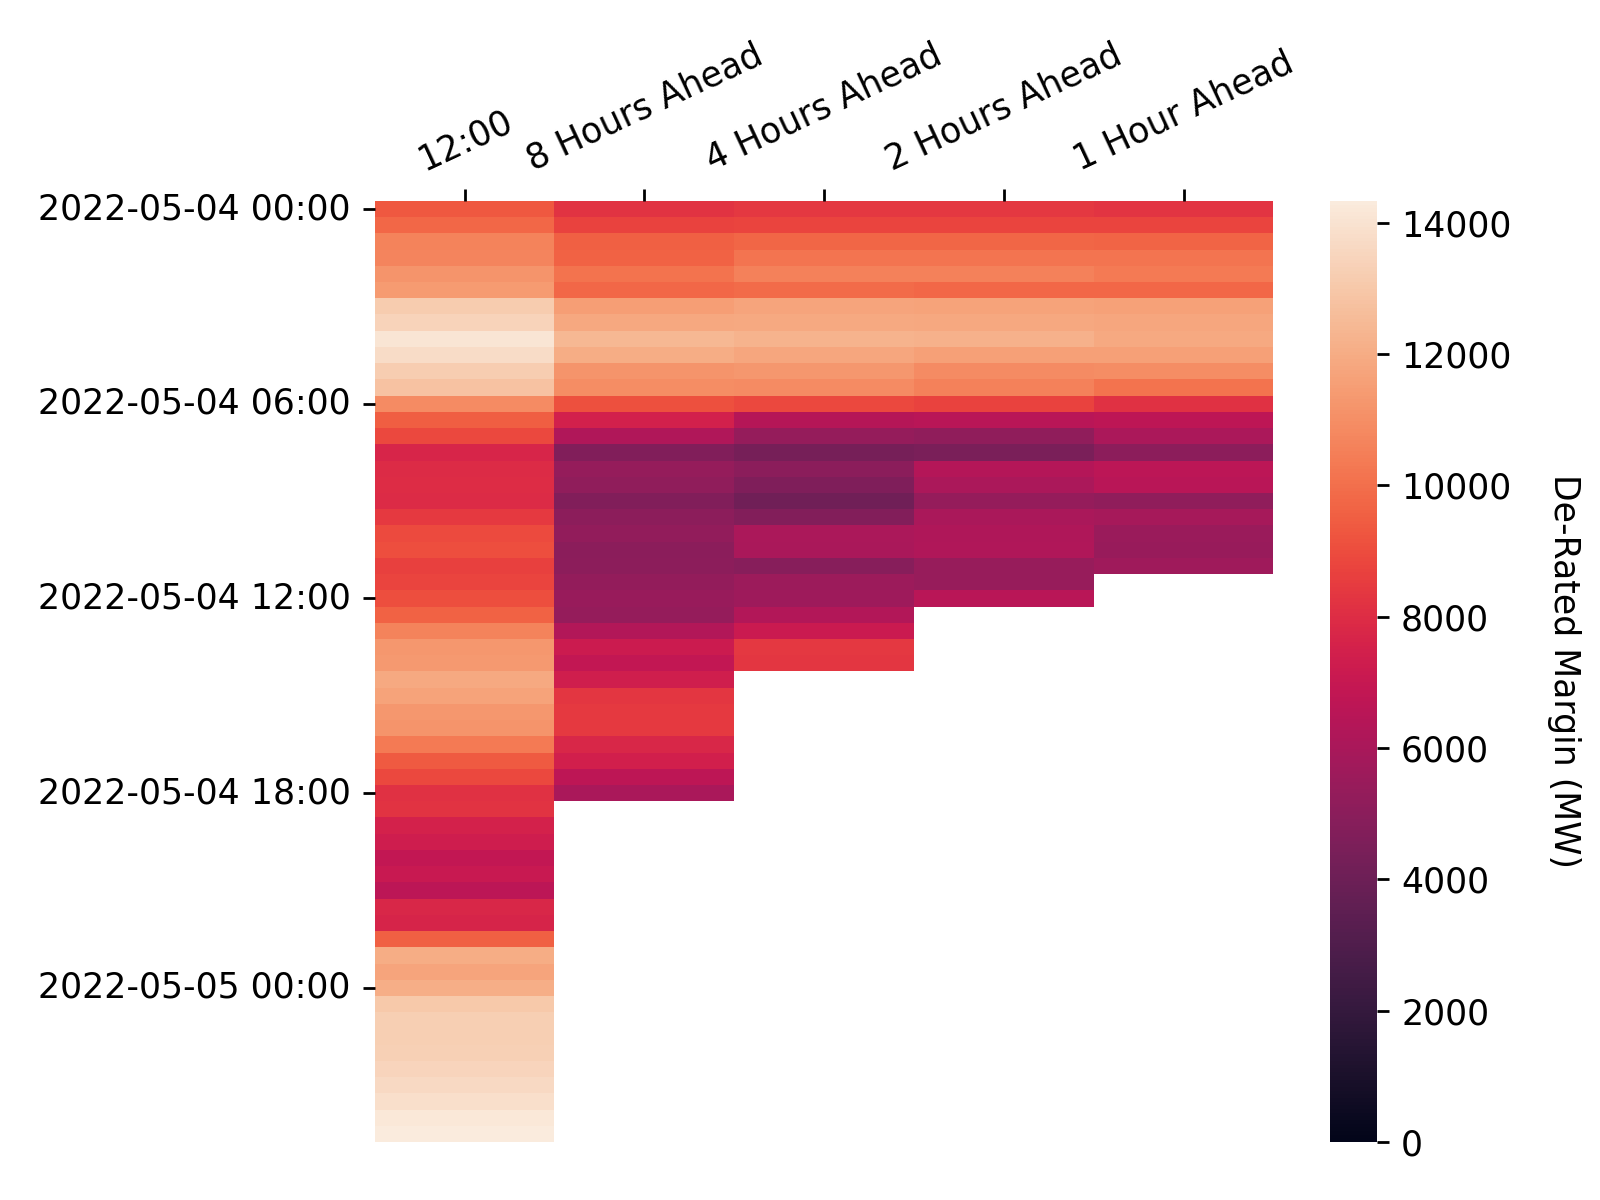 12:00
8 Hours Ahead
4 Hours Ahead
2 Hours Ahead
1 Hour Ahead
2022-05-04 00:00
2022-05-04 06:00
2022-05-04 12:00
2022-05-04 18:00
2022-05-05 00:00
14000
12000
10000
8000
6000
4000
2000
0
De-Rated Margin (MW)